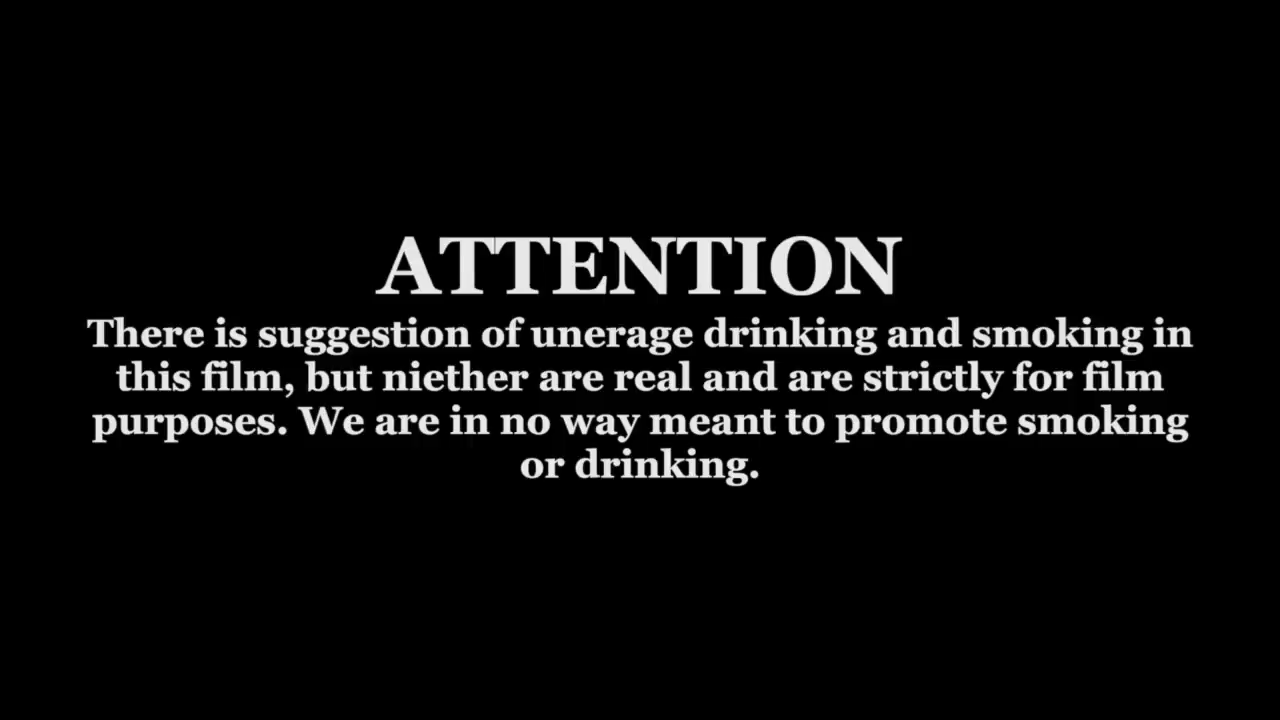 ATTENTION
There is suggestion of unerage drinking and smoking in
this film, but niether are real and are strictly for film
purposes. We are in no way meant to promote smoking
or drinking.